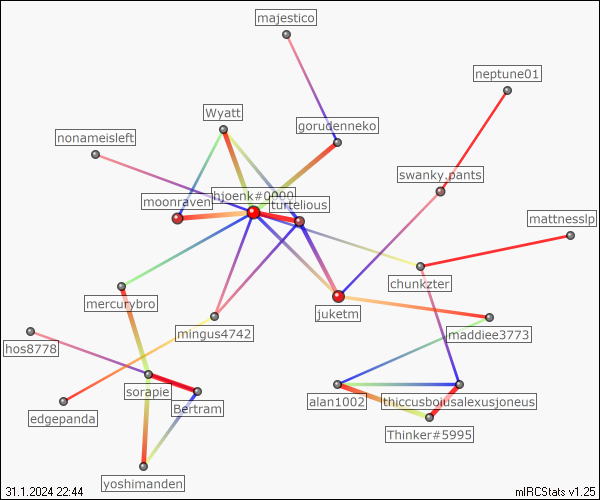 majestico
neptune01
Wyatt
gorudenneko
nonameisleft
swanky.pants
moonraven
bjoenk#0000
turtelious
mattnesslp
chunkzter
mercurybro
juketm
mingus4742
maddiee3773
hos8778
sorapie
Bertram
alan1002
thiccusboiusalexusjoneus
edgepanda
Thinker#5995
yoshimanden
31.1.2024 22:44
mIRCStats v1.25